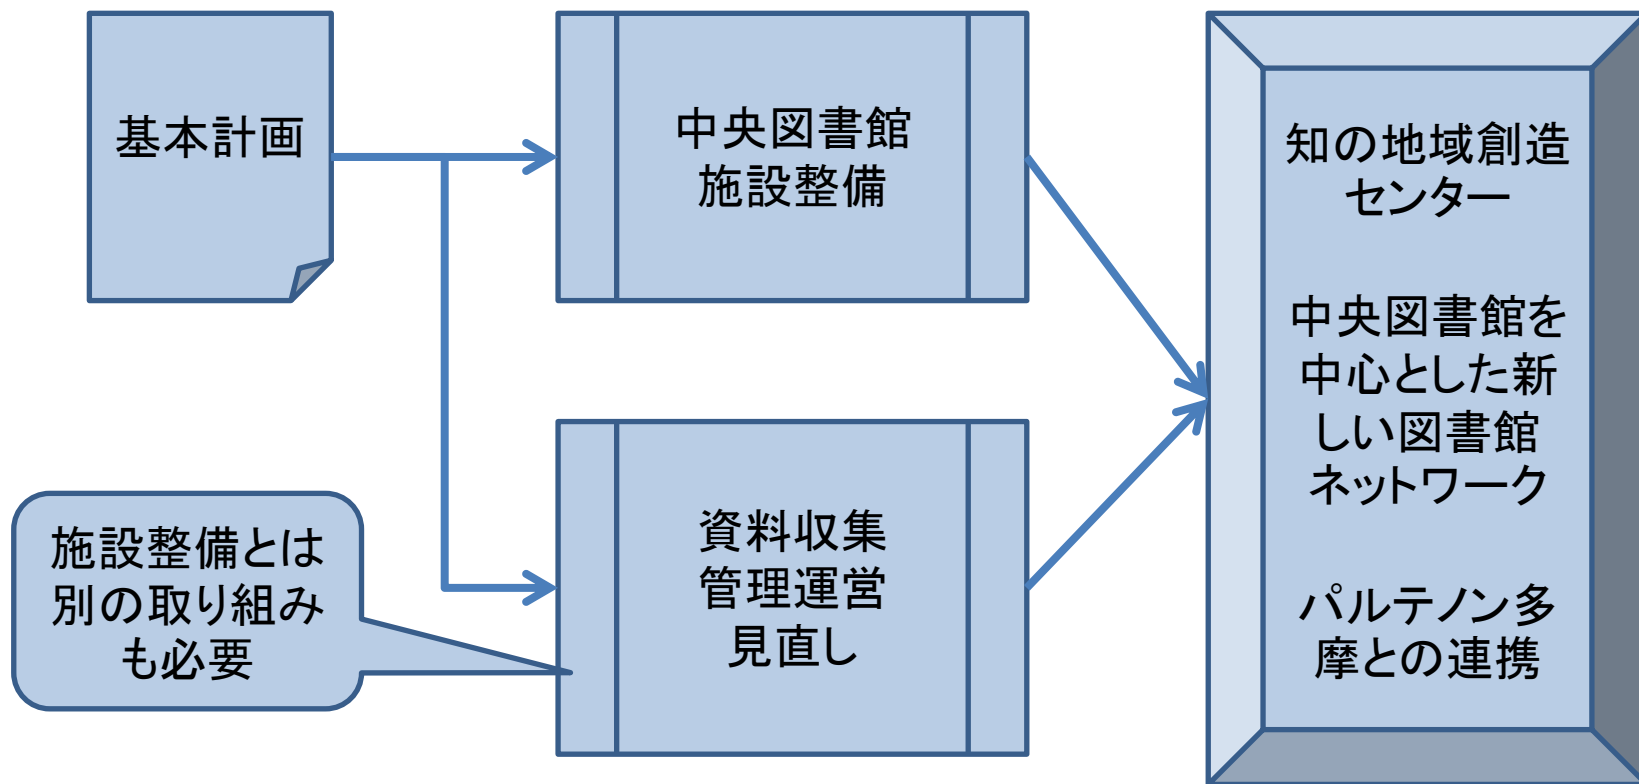 基本計画
中央図書館
施設整備
施設整備とは
別の取り組み
も必要
資料収集
管理運営
見直し
知の地域創造
センター
中央図書館を
中心とした新
しい図書館
ネットワーク
パルテノン多
摩との連携